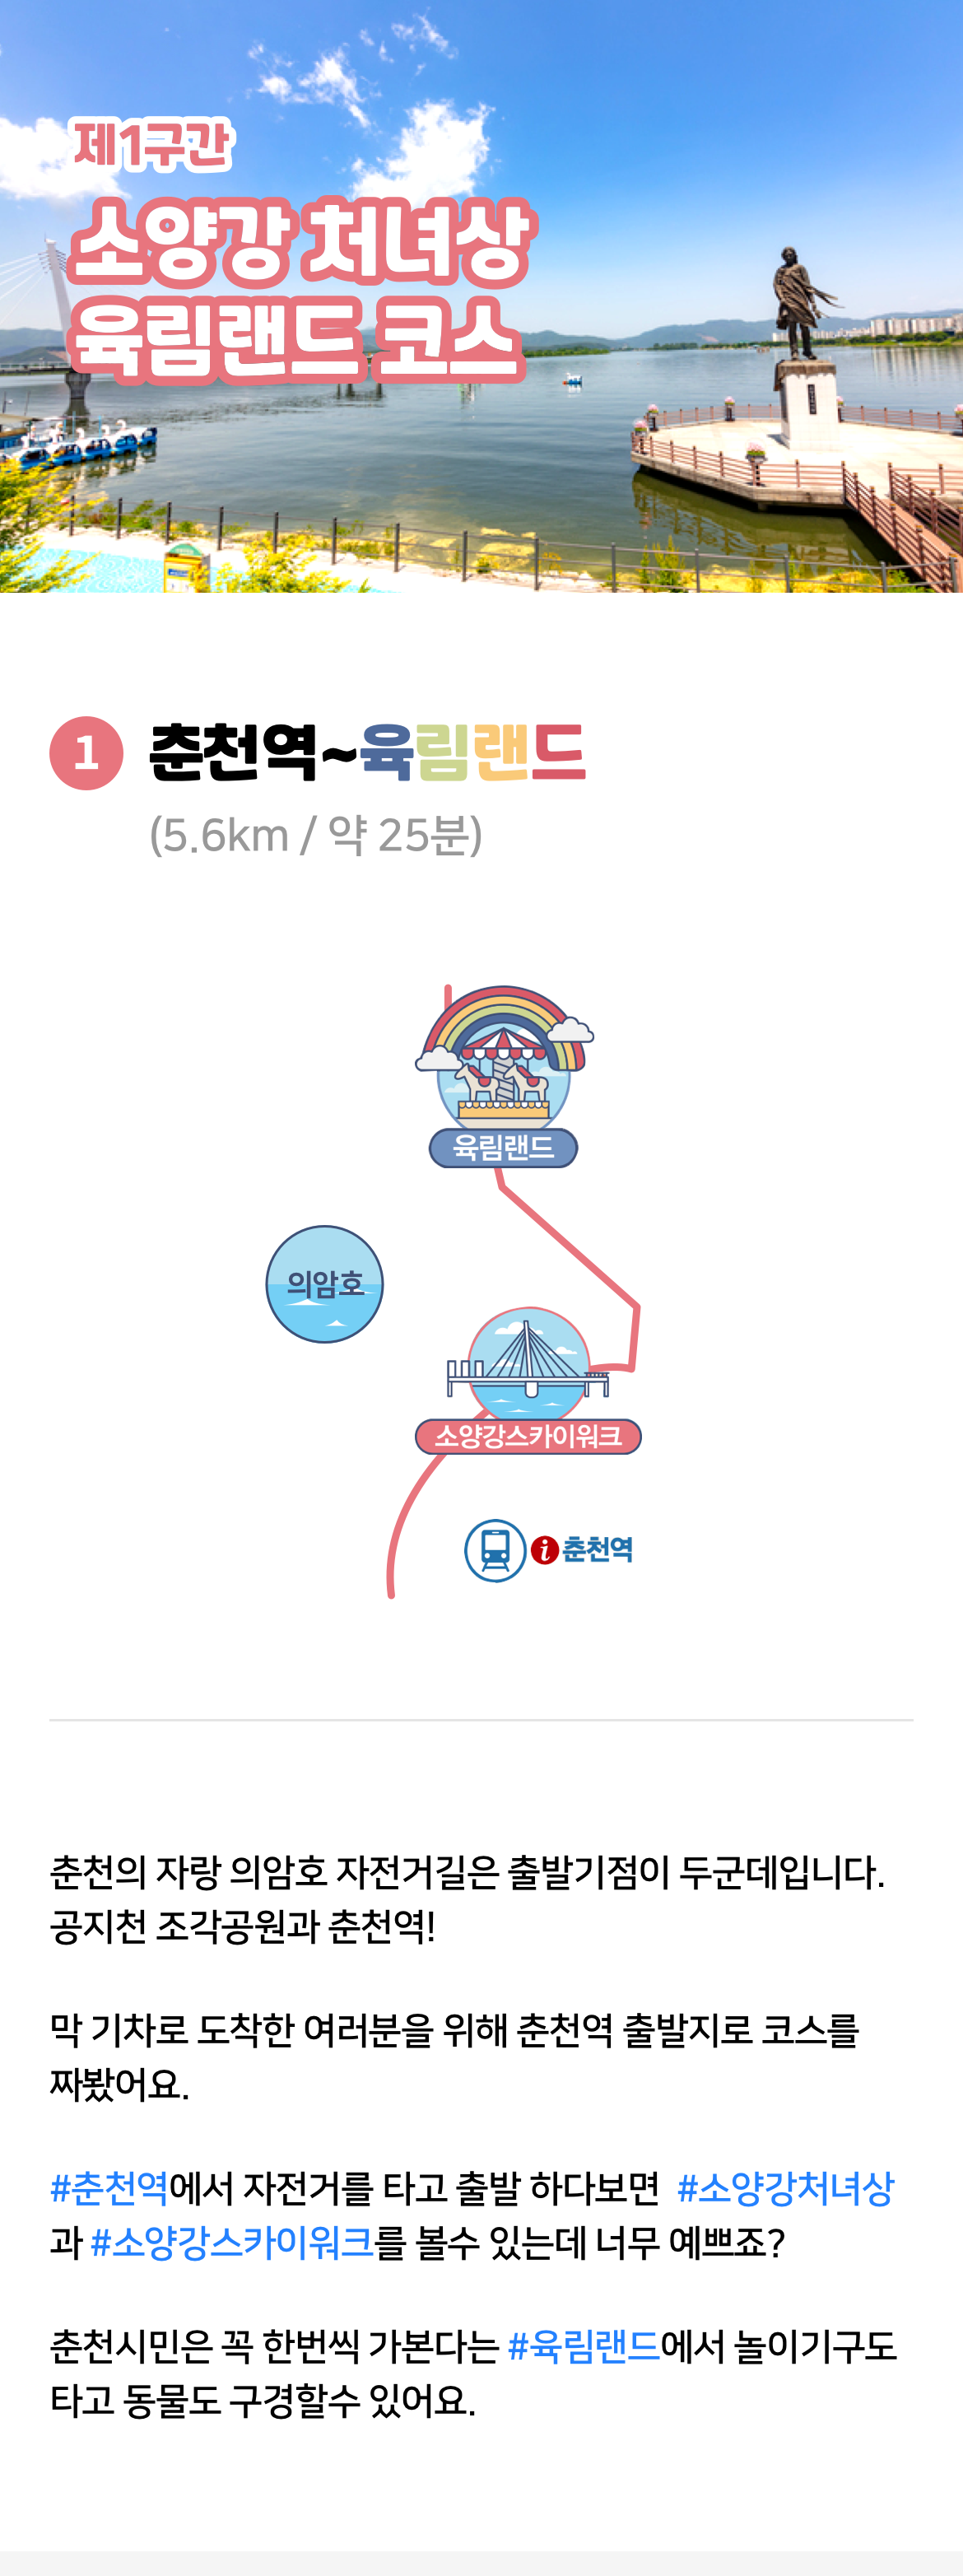 제1구간
소양강 처녀상
육림랜드 코스
1 춘천역~육림랜드
(5.6km / 약 25분)
육림랜드
의암호
소양강스카이워크
i 춘천역
춘천의 자랑 의암호 자전거길은 출발기점이 두군데입니다.
공지천 조각공원과 춘천역!
막 기차로 도착한 여러분을 위해 춘천역 출발지로 코스를
짜봤어요.
#춘천역에서 자전거를 타고 출발 하다보면 #소양강처녀상
과 #소양강스카이워크를 볼수 있는데 너무 예쁘죠?
춘천시민은 꼭 한번씩 가본다는 #육림랜드에서 놀이기구도
타고 동물도 구경할수 있어요.